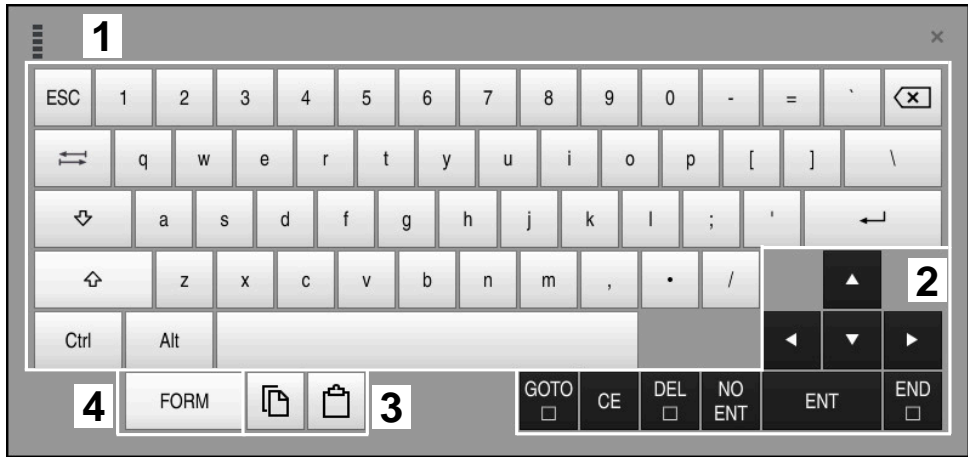 1
×
ESC 1 2 3 4 5 6 7 8 9 0 - = `
q w e r t y u i o p [ ] \
a s d f g h j k l ; '
z x c v b n m , • / 2
Ctrl Alt
4 FORM 3 GOTO CE DEL NO ENT ENT END